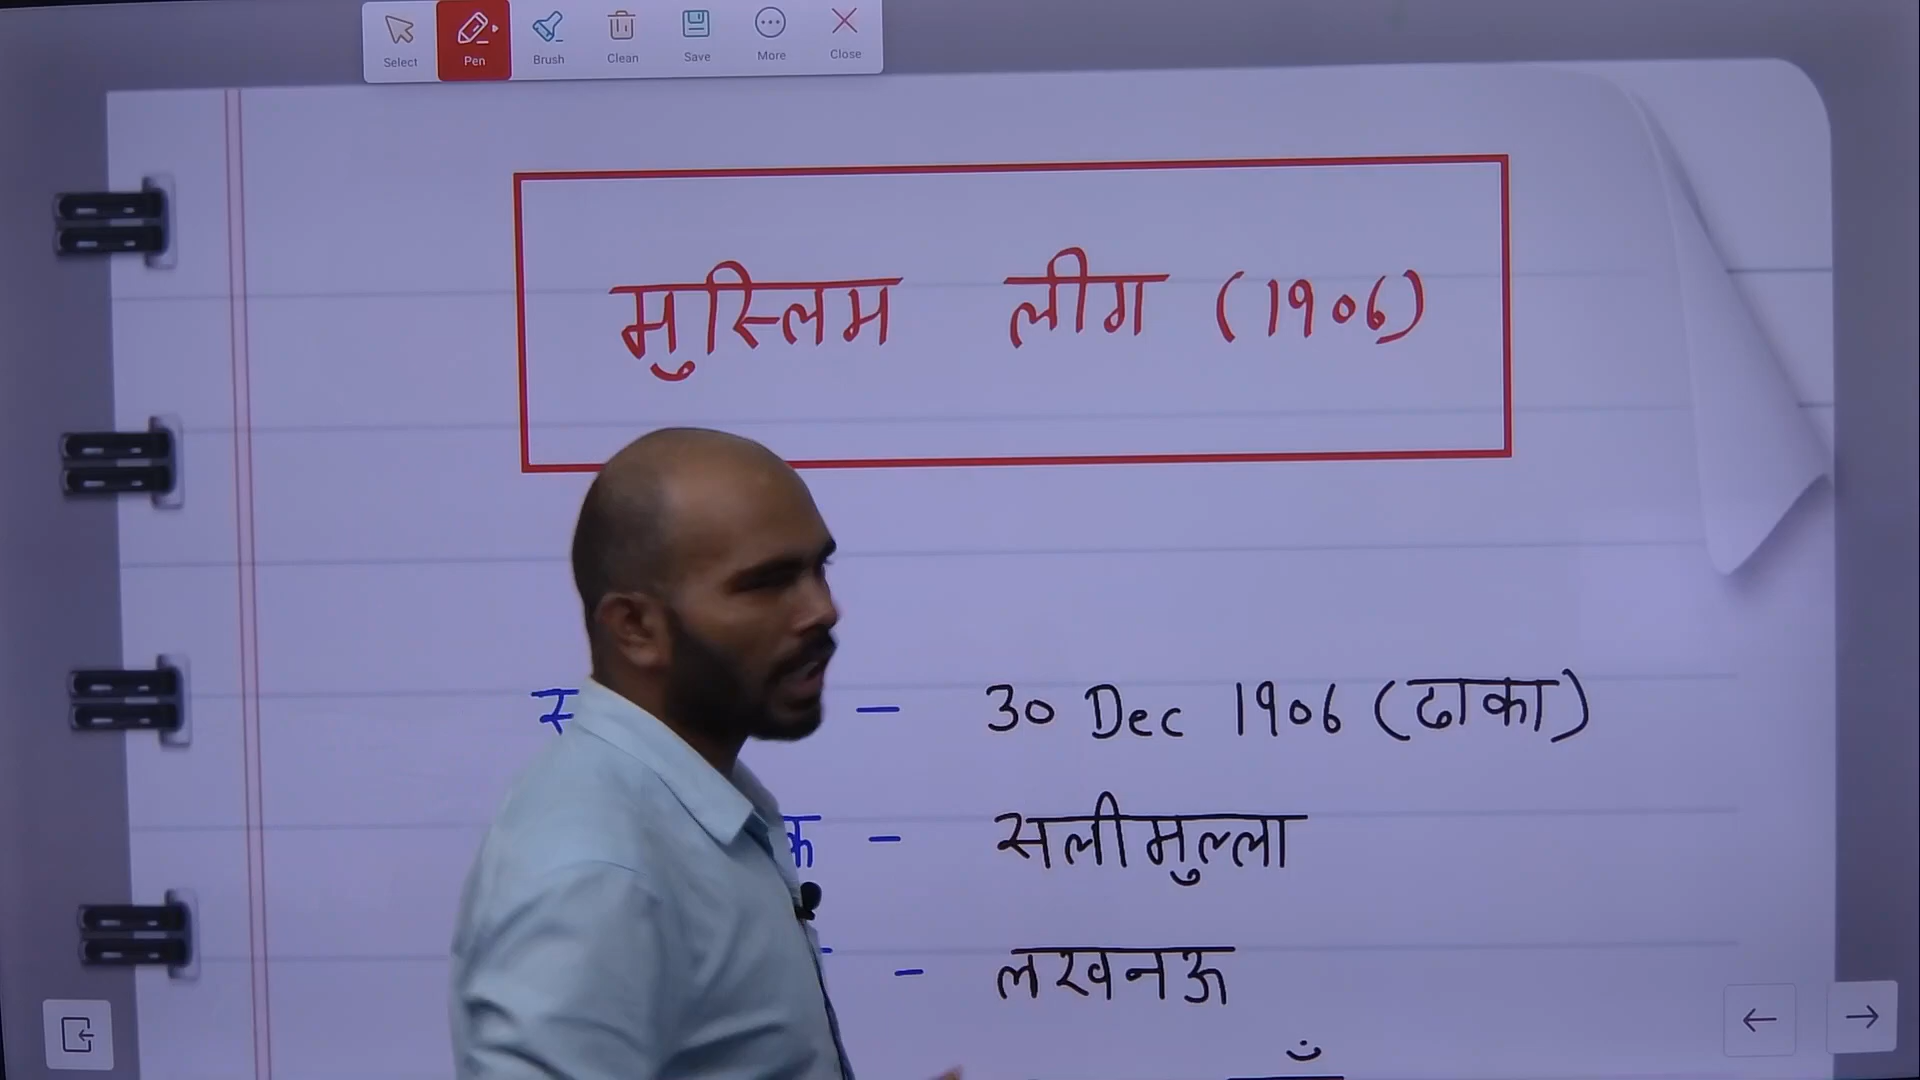 Select Pen Brush Clean Save More Close
मुस्लिम लीग (1906)
- 30 Dec 1906 (ढाका)
क - सलीमुल्ला
- लखनऊ